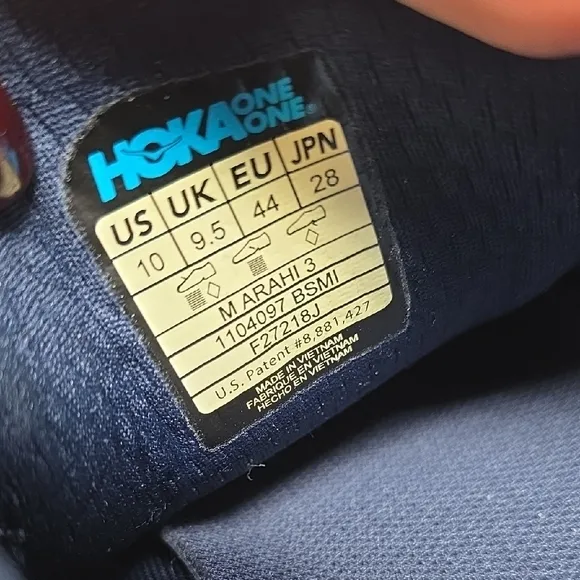 HOKA ONE ONE®
US UK EU JPN
10 9.5 44 28
M ARAHI 3
1104097 BSMI
F27218J
U.S. Patent #8,881,427
MADE IN VIETNAM
FABRIQUE EN VIETNAM
HECHO EN VIETNAM